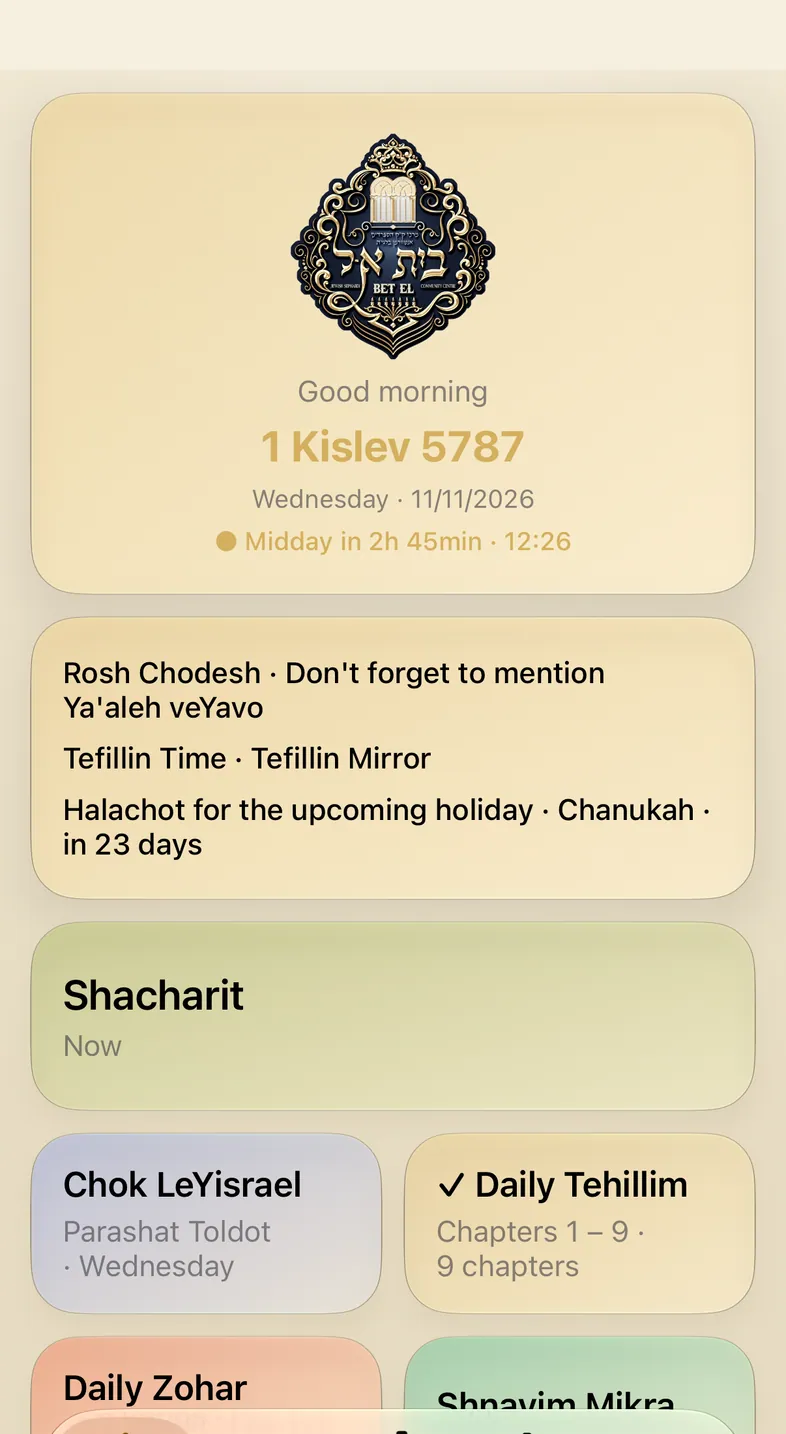 בית אל
BET EL
Good morning
1 Kislev 5787
Wednesday · 11/11/2026
Midday in 2h 45min · 12:26
Rosh Chodesh · Don't forget to mention
Ya'aleh veYavo
Tefillin Time · Tefillin Mirror
Halachot for the upcoming holiday · Chanukah ·
in 23 days
Shacharit
Now
Chok LeYisrael
Parashat Toldot
· Wednesday
✓ Daily Tehillim
Chapters 1 – 9 ·
9 chapters
Daily Zohar
Shnayim Mikra